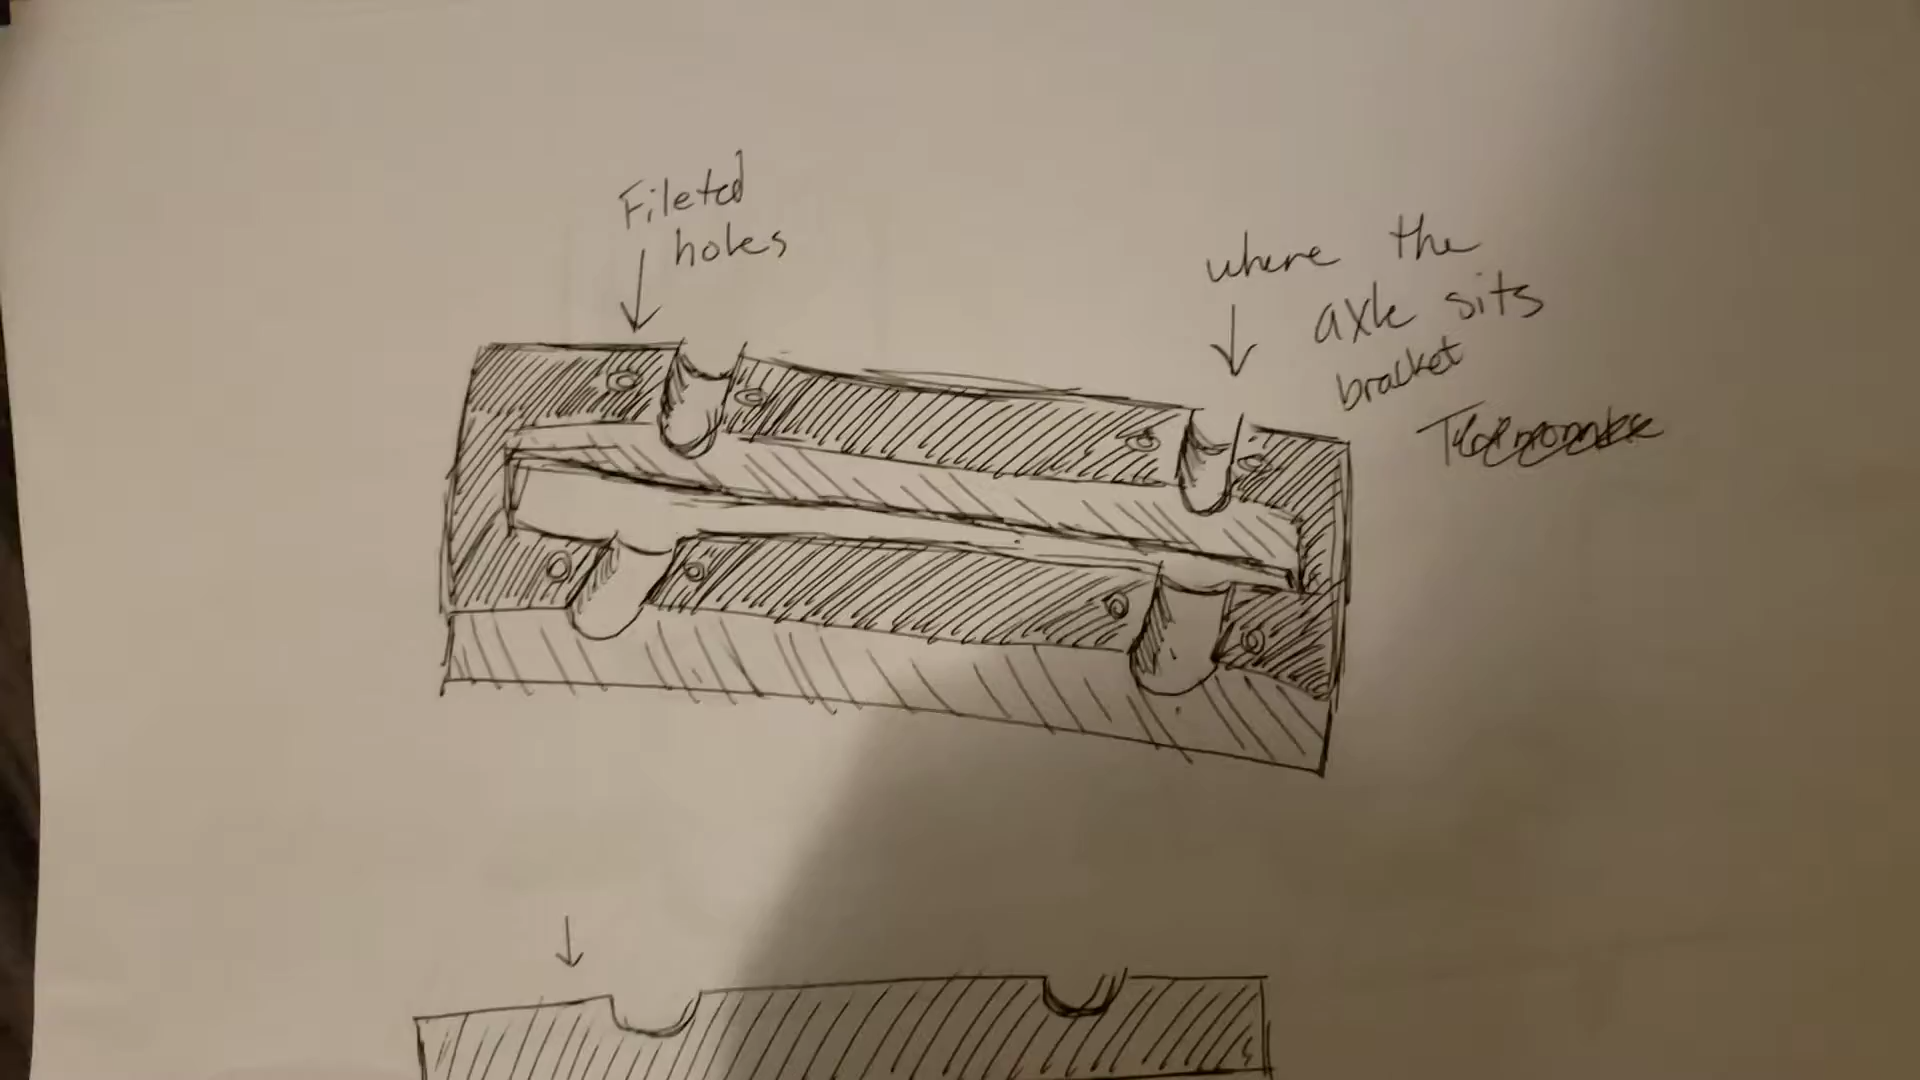 Fileted
holes
where the
axle sits
bracket